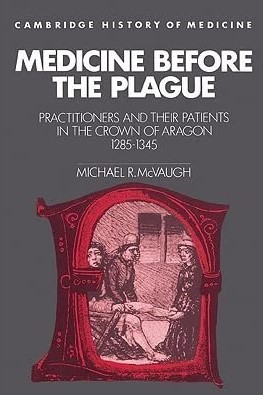 CAMBRIDGE HISTORY OF MEDICINE
MEDICINE BEFORE
THE PLAGUE
PRACTITIONERS AND THEIR PATIENTS
IN THE CROWN OF ARAGON
1285-1345
MICHAEL R. McVAUGH